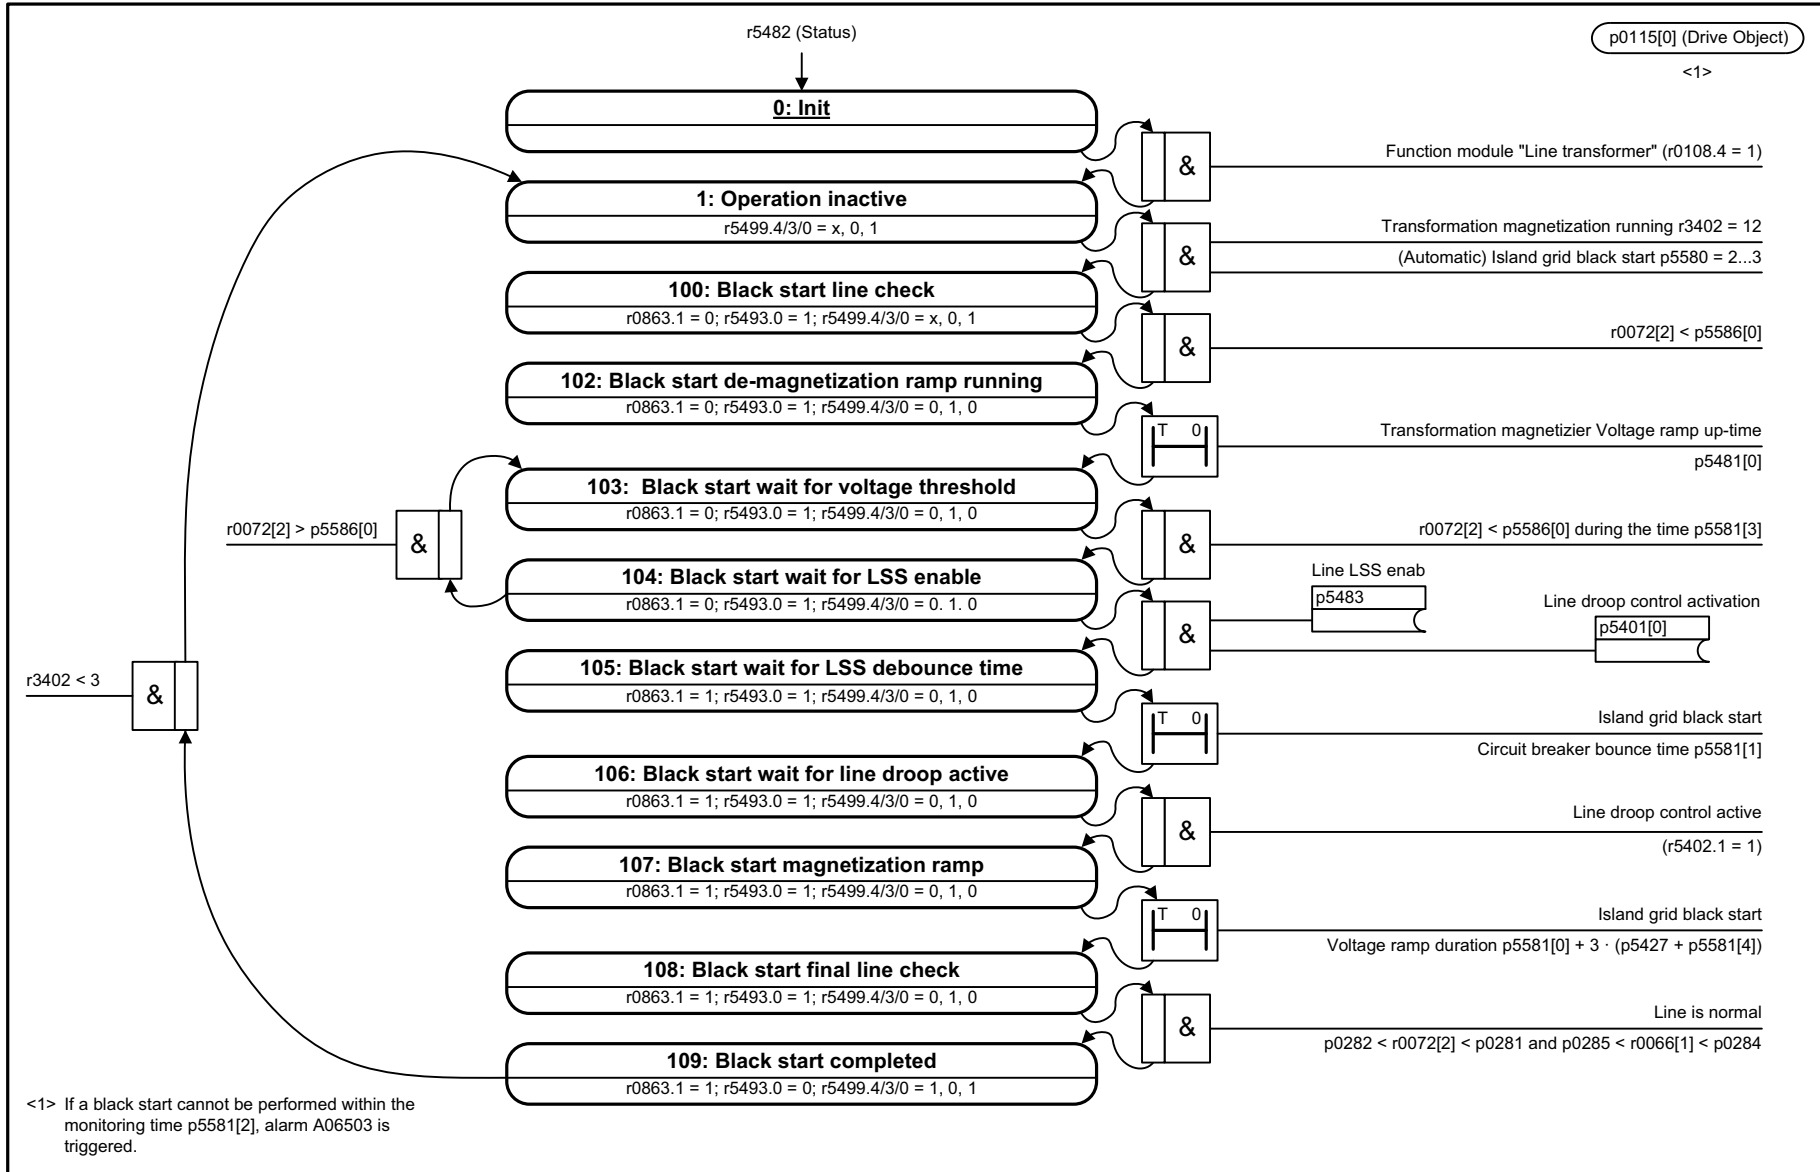 r5482 (Status)
p0115[0] (Drive Object)
<1>
0: Init
&
Function module "Line transformer" (r0108.4 = 1)
1: Operation inactive
r5499.4/3/0 = x, 0, 1
&
Transformation magnetization running r3402 = 12
(Automatic) Island grid black start p5580 = 2...3
100: Black start line check
r0863.1 = 0; r5493.0 = 1; r5499.4/3/0 = x, 0, 1
&
r0072[2] < p5586[0]
102: Black start de-magnetization ramp running
r0863.1 = 0; r5493.0 = 1; r5499.4/3/0 = 0, 1, 0
T 0
Transformation magnetizier Voltage ramp up-time
p5481[0]
103: Black start wait for voltage threshold
r0863.1 = 0; r5493.0 = 1; r5499.4/3/0 = 0, 1, 0
r0072[2] > p5586[0]
&
&
r0072[2] < p5586[0] during the time p5581[3]
104: Black start wait for LSS enable
r0863.1 = 0; r5493.0 = 1; r5499.4/3/0 = 0. 1. 0
&
Line LSS enab
p5483
Line droop control activation
p5401[0]
105: Black start wait for LSS debounce time
r0863.1 = 1; r5493.0 = 1; r5499.4/3/0 = 0, 1, 0
r3402 < 3
&
T 0
Island grid black start
Circuit breaker bounce time p5581[1]
106: Black start wait for line droop active
r0863.1 = 1; r5493.0 = 1; r5499.4/3/0 = 0, 1, 0
&
Line droop control active
(r5402.1 = 1)
107: Black start magnetization ramp
r0863.1 = 1; r5493.0 = 1; r5499.4/3/0 = 0, 1, 0
T 0
Island grid black start
Voltage ramp duration p5581[0] + 3 · (p5427 + p5581[4])
108: Black start final line check
r0863.1 = 1; r5493.0 = 1; r5499.4/3/0 = 0, 1, 0
&
Line is normal
p0282 < r0072[2] < p0281 and p0285 < r0066[1] < p0284
109: Black start completed
r0863.1 = 1; r5493.0 = 0; r5499.4/3/0 = 1, 0, 1
<1> If a black start cannot be performed within the
monitoring time p5581[2], alarm A06503 is
triggered.